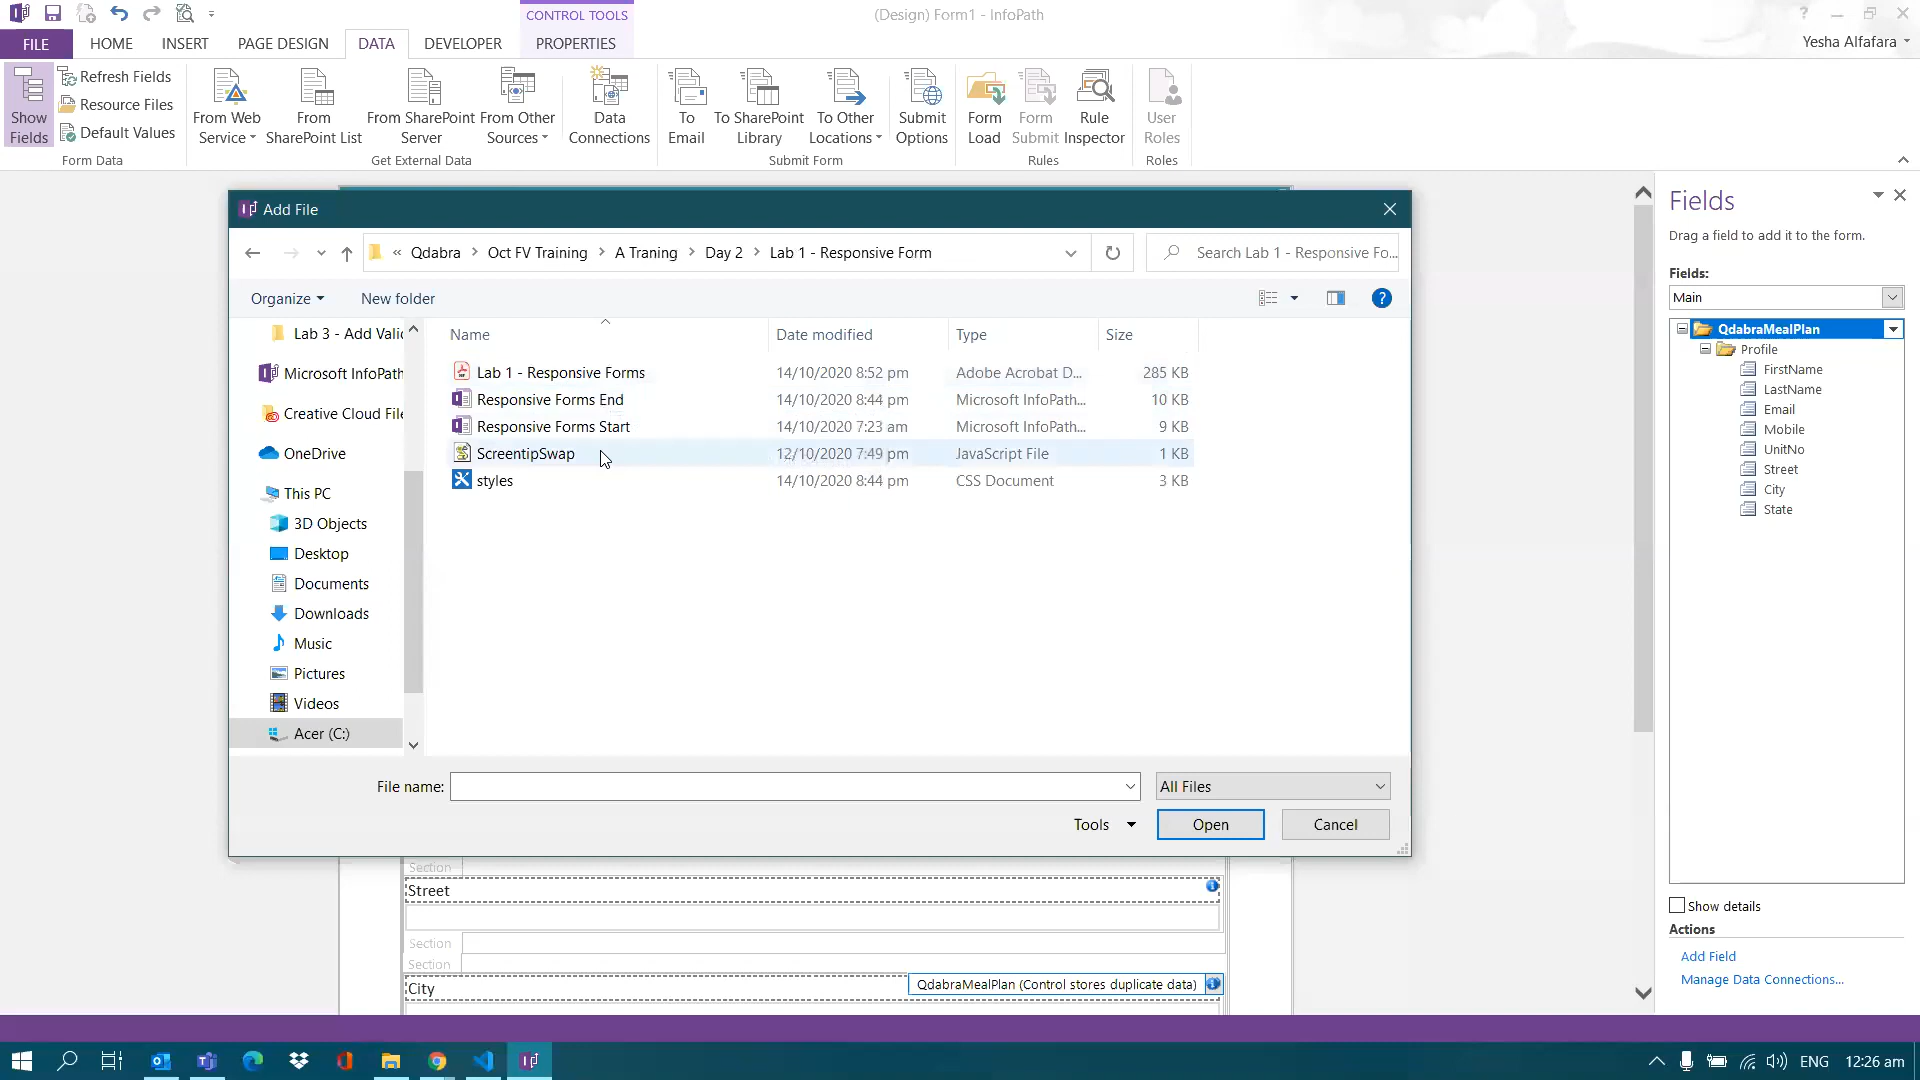 CONTROL TOOLS
(Design) Form1 - InfoPath
?
FILE
HOME
INSERT
PAGE DESIGN
DATA
DEVELOPER
PROPERTIES
Yesha Alfafara
Show Fields
Refresh Fields
Resource Files
Default Values
Form Data
From Web Service
From SharePoint List
From SharePoint Server
From Other Sources
Data Connections
Get External Data
To Email
To SharePoint Library
To Other Locations
Submit Options
Submit Form
Form Load
Form Submit
Rule Inspector
Rules
User Roles
Roles
Add File
« Qdabra > Oct FV Training > A Traning > Day 2 > Lab 1 - Responsive Form
Search Lab 1 - Responsive Fo...
Organize
New folder
?
Lab 3 - Add Valid
Microsoft InfoPath
Creative Cloud File
OneDrive
This PC
3D Objects
Desktop
Documents
Downloads
Music
Pictures
Videos
Acer (C:)
Name Date modified Type Size
Lab 1 - Responsive Forms 14/10/2020 8:52 pm Adobe Acrobat D... 285 KB
Responsive Forms End 14/10/2020 8:44 pm Microsoft InfoPath... 10 KB
Responsive Forms Start 14/10/2020 7:23 am Microsoft InfoPath... 9 KB
ScreentipSwap 12/10/2020 7:49 pm JavaScript File 1 KB
styles 14/10/2020 8:44 pm CSS Document 3 KB
File name:
All Files
Tools
Open
Cancel
Section
Street
Section
Section
City
QdabraMealPlan (Control stores duplicate data)
Fields
Drag a field to add it to the form.
Fields:
Main
QdabraMealPlan
Profile
FirstName
LastName
Email
Mobile
UnitNo
Street
City
State
Show details
Actions
Add Field
Manage Data Connections...
ENG
12:26 am